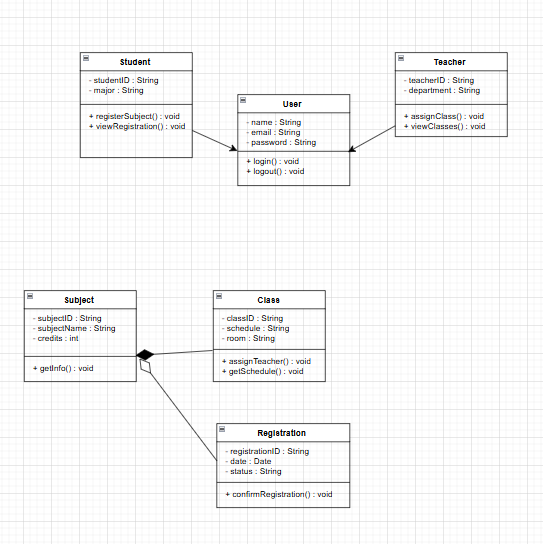 Student
- studentID : String
- major : String
+ registerSubject() : void
+ viewRegistration() : void
User
- name : String
- email : String
- password : String
+ login() : void
+ logout() : void
Teacher
- teacherID : String
- department : String
+ assignClass() : void
+ viewClasses() : void
Subject
- subjectID : String
- subjectName : String
- credits : int
+ getInfo() : void
Class
- classID : String
- schedule : String
- room : String
+ assignTeacher() : void
+ getSchedule() : void
Registration
- registrationID : String
- date : Date
- status : String
+ confirmRegistration() : void